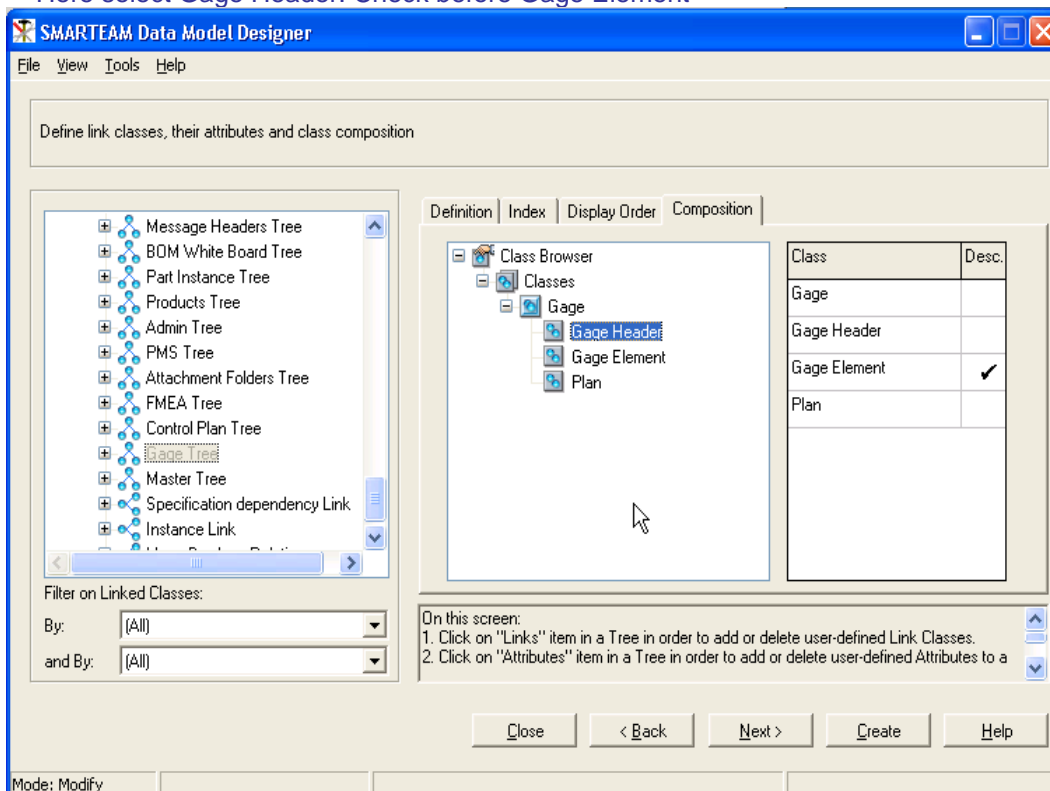 Here select Gage Header. Check before Gage Element
SMARTEAM Data Model Designer
File View Tools Help
Define link classes, their attributes and class composition
Message Headers Tree
BOM White Board Tree
Part Instance Tree
Products Tree
Admin Tree
PMS Tree
Attachment Folders Tree
FMEA Tree
Control Plan Tree
Gage Tree
Master Tree
Specification dependency Link
Instance Link
Filter on Linked Classes:
By: (All)
and By: (All)
Definition Index Display Order Composition
Class Browser
Classes
Gage
Gage Header
Gage Element
Plan
Class Desc.
Gage
Gage Header
Gage Element ✓
Plan
On this screen:
1. Click on "Links" item in a Tree in order to add or delete user-defined Link Classes.
2. Click on "Attributes" item in a Tree in order to add or delete user-defined Attributes to a
Close < Back Next > Create Help
Mode: Modify